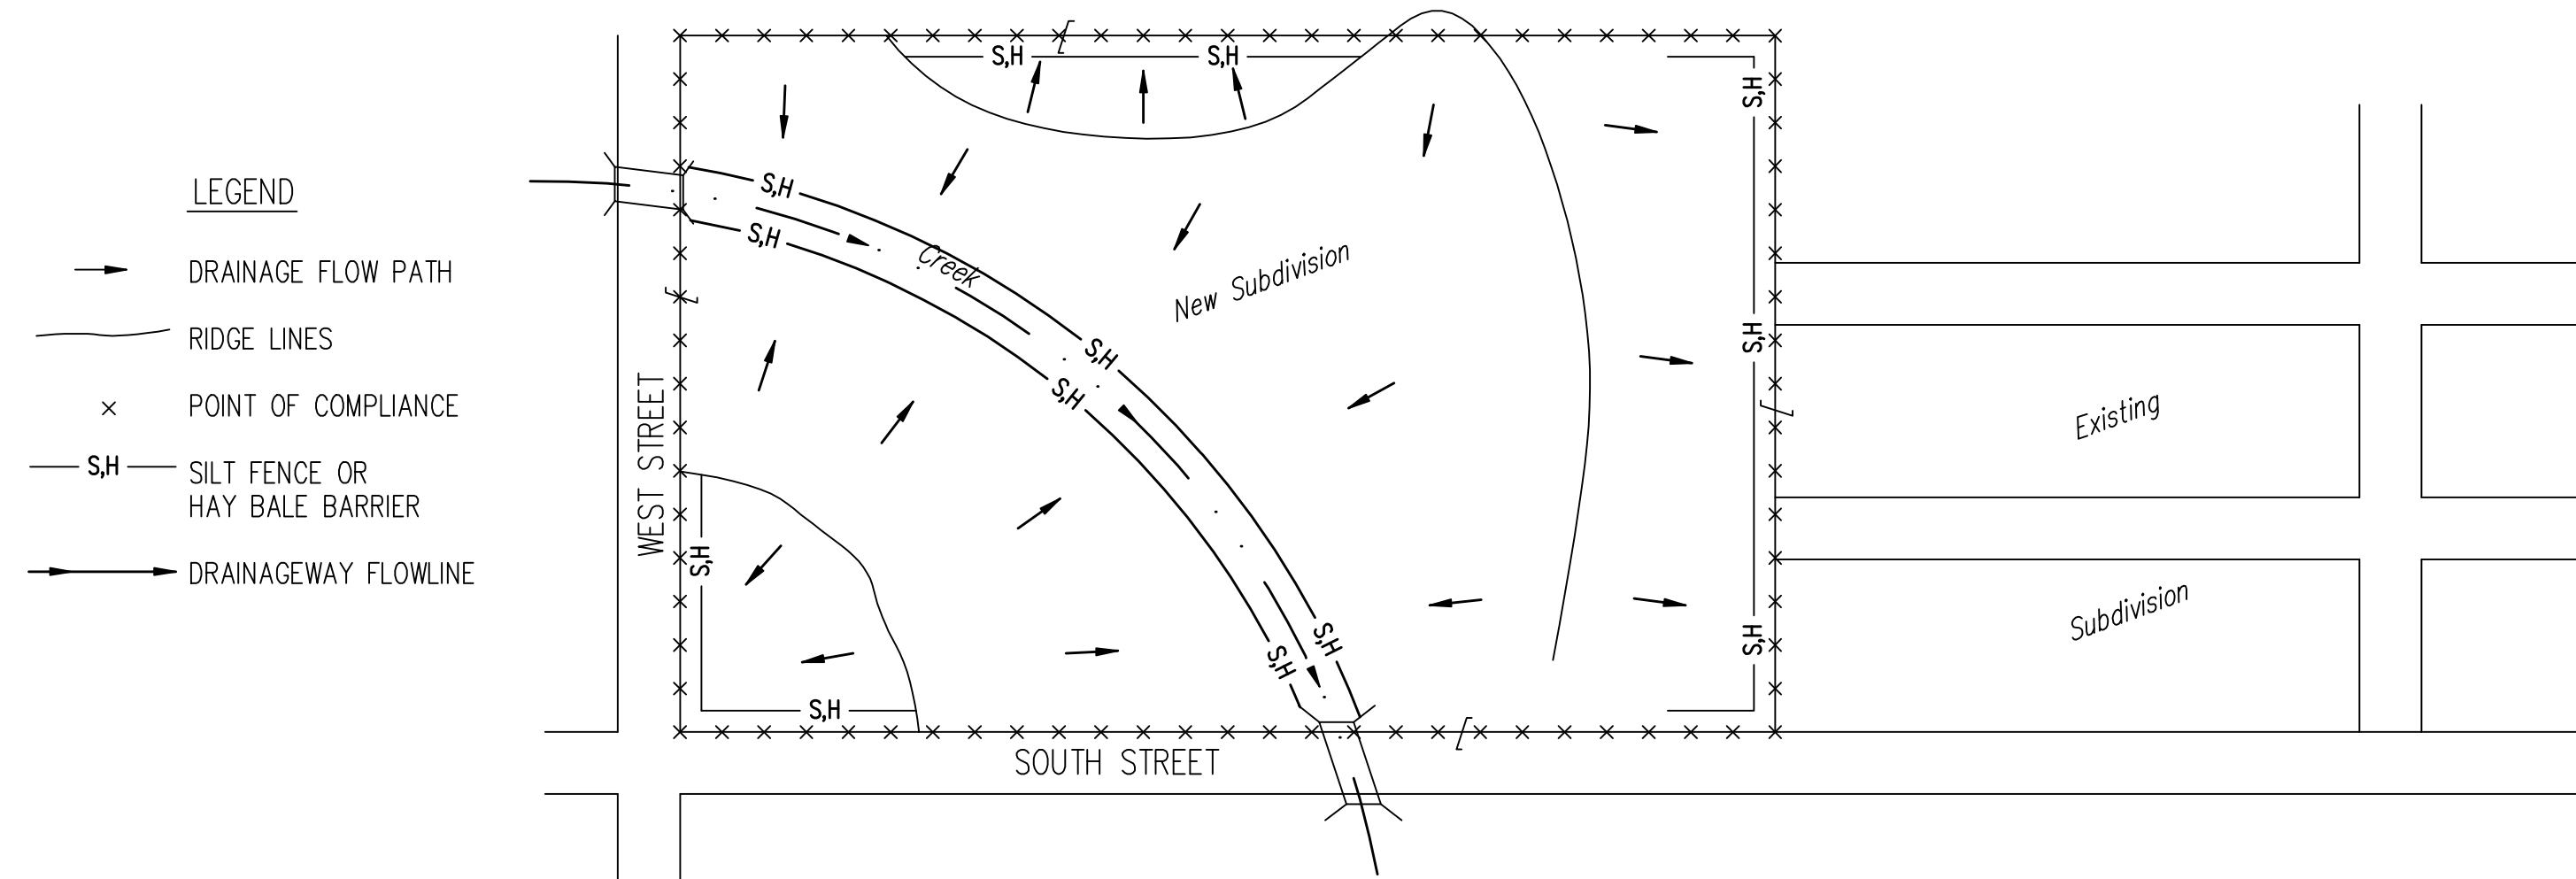 LEGEND
DRAINAGE FLOW PATH
RIDGE LINES
POINT OF COMPLIANCE
S,H
SILT FENCE OR
HAY BALE BARRIER
DRAINAGEWAY FLOWLINE
S,H
S,H
S,H
S,H
S,H
Creek
New Subdivision
S,H
S,H
S,H
WEST STREET
Existing
S,H
Subdivision
S,H
S,H
S,H
S,H
SOUTH STREET